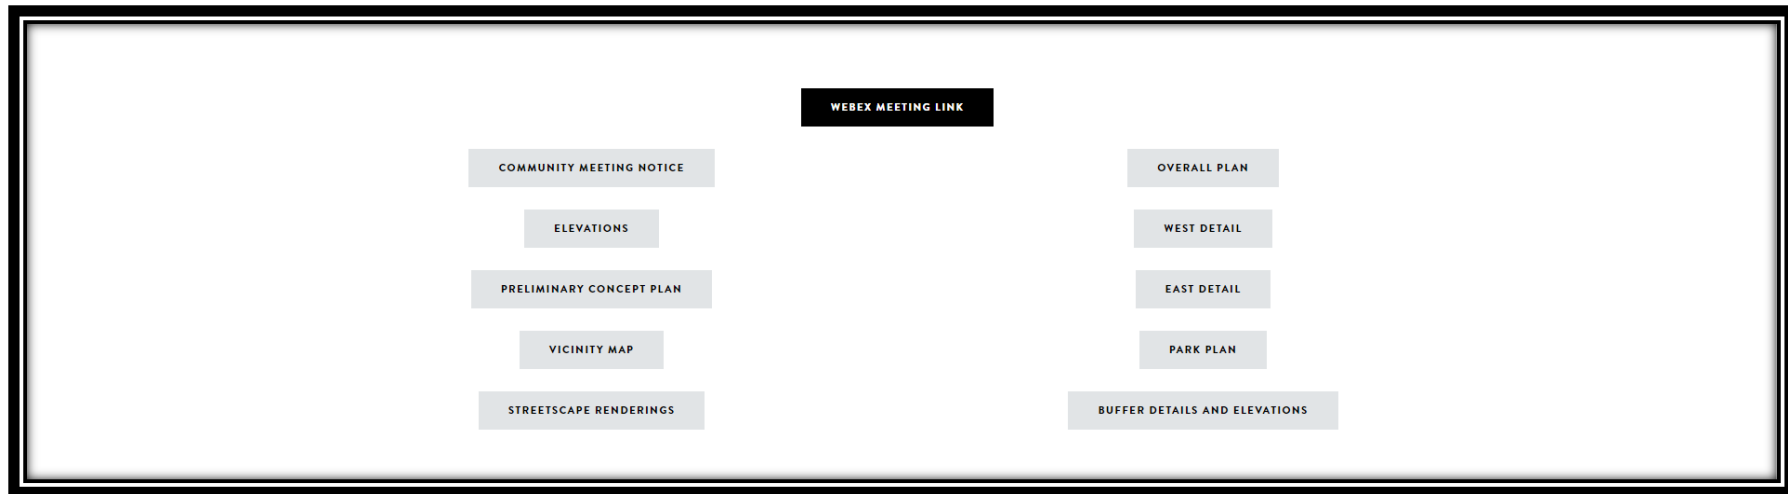 WEBEX MEETING LINK
COMMUNITY MEETING NOTICE
ELEVATIONS
PRELIMINARY CONCEPT PLAN
VICINITY MAP
STREETSCAPE RENDERINGS
OVERALL PLAN
WEST DETAIL
EAST DETAIL
PARK PLAN
BUFFER DETAILS AND ELEVATIONS